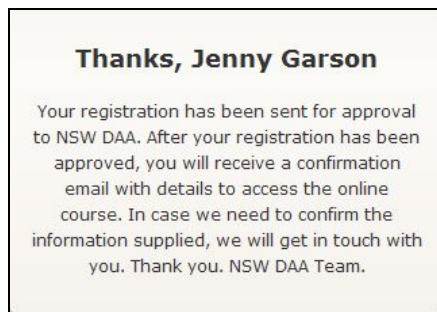 Thanks, Jenny Garson
Your registration has been sent for approval
to NSW DAA. After your registration has been
approved, you will receive a confirmation
email with details to access the online
course. In case we need to confirm the
information supplied, we will get in touch with
you. Thank you. NSW DAA Team.